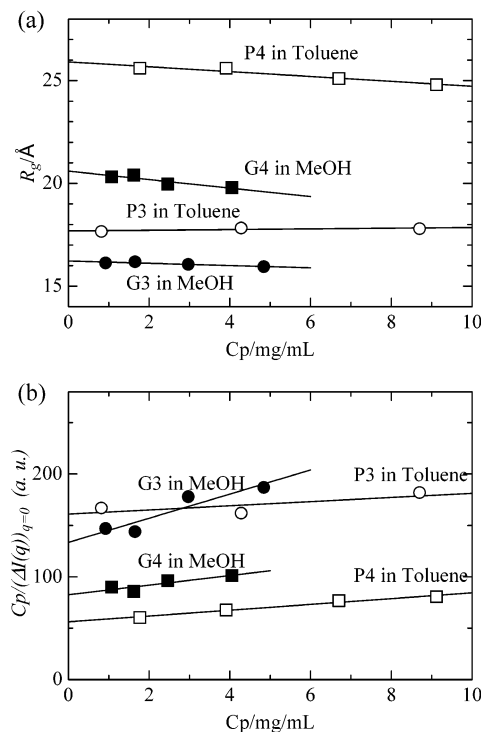 (a)
P4 in Toluene
25
G4 in MeOH
20
Rg/Å
P3 in Toluene
G3 in MeOH
15
0 2 4 6 8 10
Cp/mg/mL
(b)
200
G3 in MeOH
P3 in Toluene
Cp/(ΔI(q))q=0 (a. u.)
G4 in MeOH
100
P4 in Toluene
0
0 2 4 6 8 10
Cp/mg/mL